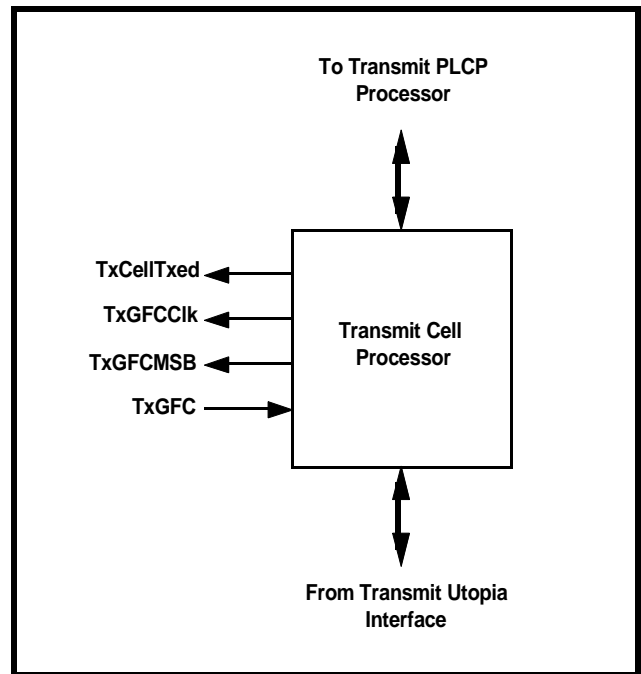 To Transmit PLCP
Processor
TxCellTxed
TxGFCClk
TxGFCMSB
TxGFC
Transmit Cell
Processor
From Transmit Utopia
Interface